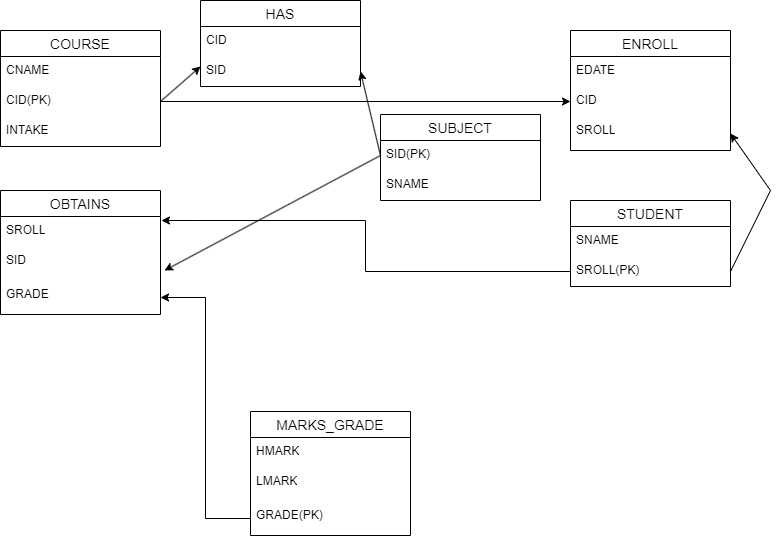 HAS
CID
SID
COURSE
CNAME
CID(PK)
INTAKE
ENROLL
EDATE
CID
SROLL
SUBJECT
SID(PK)
SNAME
OBTAINS
SROLL
SID
GRADE
STUDENT
SNAME
SROLL(PK)
MARKS_GRADE
HMARK
LMARK
GRADE(PK)